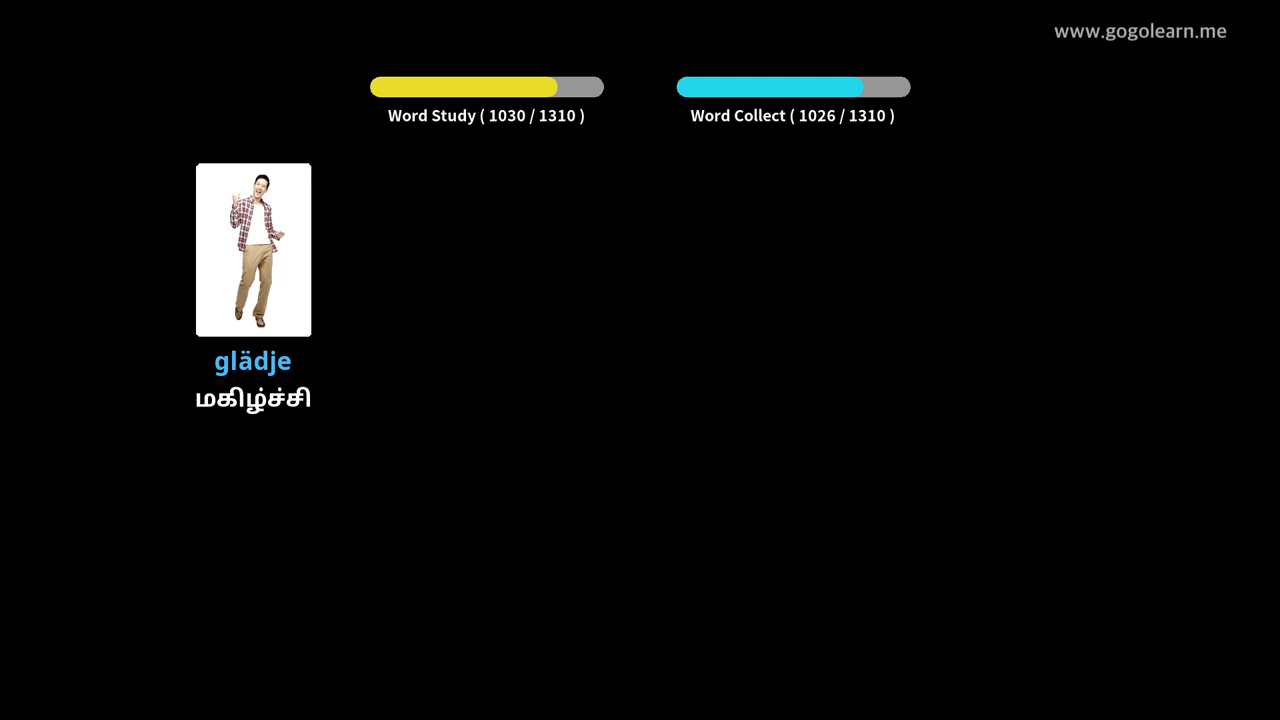 www.gogolearn.me
Word Study ( 1030 / 1310 )
Word Collect ( 1026 / 1310 )
glädje
மகிழ்ச்சி